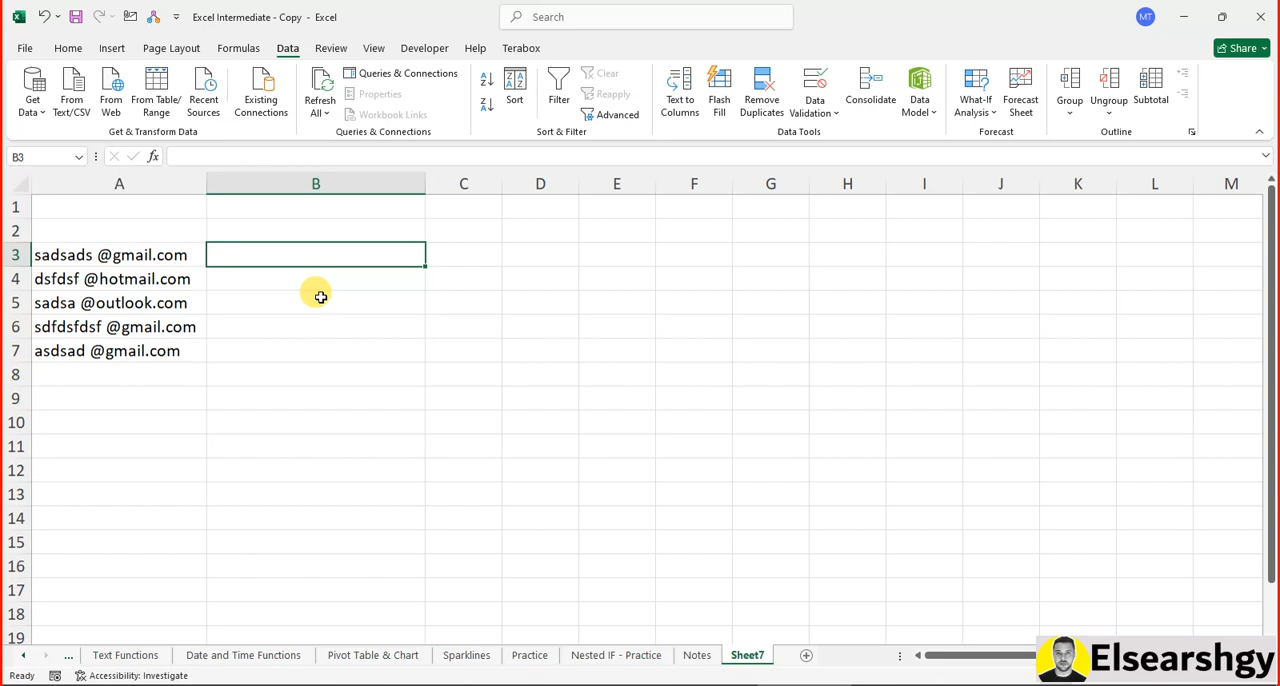 Excel Intermediate - Copy - Excel
Search
MT
File Home Insert Page Layout Formulas Data Review View Developer Help Terabox
Share
Get Data
From Text/CSV
From Web
From Table/ Range
Recent Sources
Existing Connections
Get & Transform Data
Refresh All
Queries & Connections
Properties
Workbook Links
Queries & Connections
Sort
Filter
Clear
Reapply
Advanced
Sort & Filter
Text to Columns
Flash Fill
Remove Duplicates
Data Validation
Consolidate
Data Model
Data Tools
What-If Analysis
Forecast Sheet
Forecast
Group
Ungroup
Subtotal
Outline
B3
fx
A B C D E F G H I J K L M
1
2
3 sadsads @gmail.com
4 dsfdsf @hotmail.com
5 sadsa @outlook.com
6 sdfdsfdsf @gmail.com
7 asdsad @gmail.com
8
9
10
11
12
13
14
15
16
17
18
19
... Text Functions Date and Time Functions Pivot Table & Chart Sparklines Practice Nested IF - Practice Notes Sheet7
Ready Accessibility: Investigate
Elsearshgy